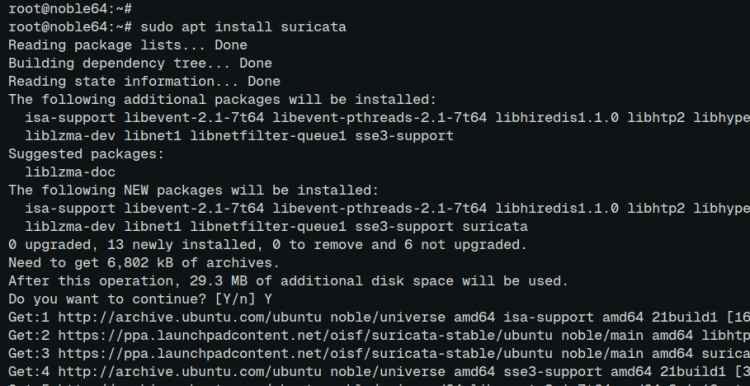 root@noble64:~#
root@noble64:~# sudo apt install suricata
Reading package lists... Done
Building dependency tree... Done
Reading state information... Done
The following additional packages will be installed:
isa-support libevent-2.1-7t64 libevent-pthreads-2.1-7t64 libhiredis1.1.0 libhtp2 libhype
liblzma-dev libnet1 libnetfilter-queue1 sse3-support
Suggested packages:
liblzma-doc
The following NEW packages will be installed:
isa-support libevent-2.1-7t64 libevent-pthreads-2.1-7t64 libhiredis1.1.0 libhtp2 libhype
liblzma-dev libnet1 libnetfilter-queue1 sse3-support suricata
0 upgraded, 13 newly installed, 0 to remove and 6 not upgraded.
Need to get 6,802 kB of archives.
After this operation, 29.3 MB of additional disk space will be used.
Do you want to continue? [Y/n] Y
Get:1 http://archive.ubuntu.com/ubuntu noble/universe amd64 isa-support amd64 21build1 [16
Get:2 https://ppa.launchpadcontent.net/oisf/suricata-stable/ubuntu noble/main amd64 libhtp
Get:3 https://ppa.launchpadcontent.net/oisf/suricata-stable/ubuntu noble/main amd64 surica
Get:4 http://archive.ubuntu.com/ubuntu noble/universe amd64 sse3-support amd64 21build1 [3